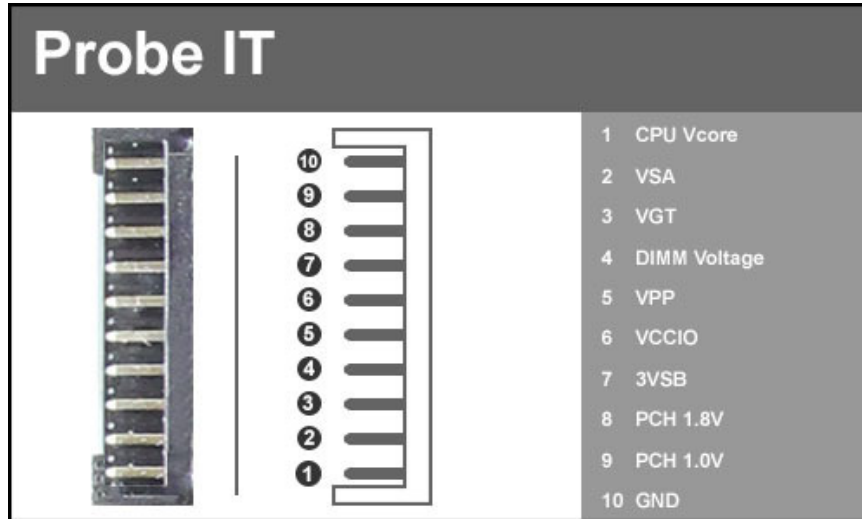 Probe IT
10
9
8
7
6
5
4
3
2
1
1 CPU Vcore
2 VSA
3 VGT
4 DIMM Voltage
5 VPP
6 VCCIO
7 3VSB
8 PCH 1.8V
9 PCH 1.0V
10 GND